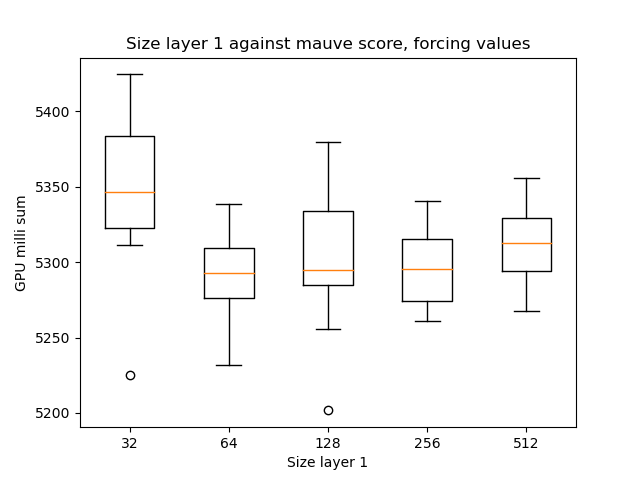 Size layer 1 against mauve score, forcing values
5400
5350
5300
5250
5200
GPU milli sum
32 64 128 256 512
Size layer 1